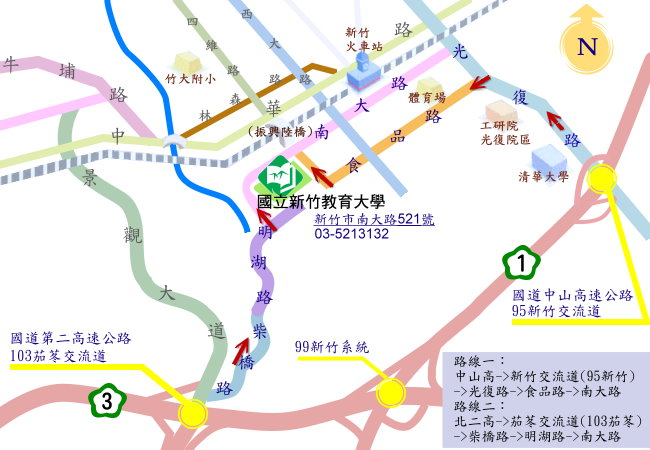 新竹
火車站
N
竹大附小
體育場
工研院
光復院區
清華大學
牛埔路
四維路
西大路
林森路
中華路
(振興陸橋)
南大路
食品路
光復路
國立新竹教育大學
新竹市南大路521號
03-5213132
明湖路
柴橋路
景觀大道
1
國道中山高速公路
95新竹交流道
國道第二高速公路
103茄苳交流道
99新竹系統
3
路線一：
中山高->新竹交流道(95新竹)
->光復路->食品路->南大路
路線二：
北二高->茄苳交流道(103茄苳)
->柴橋路->明湖路->南大路